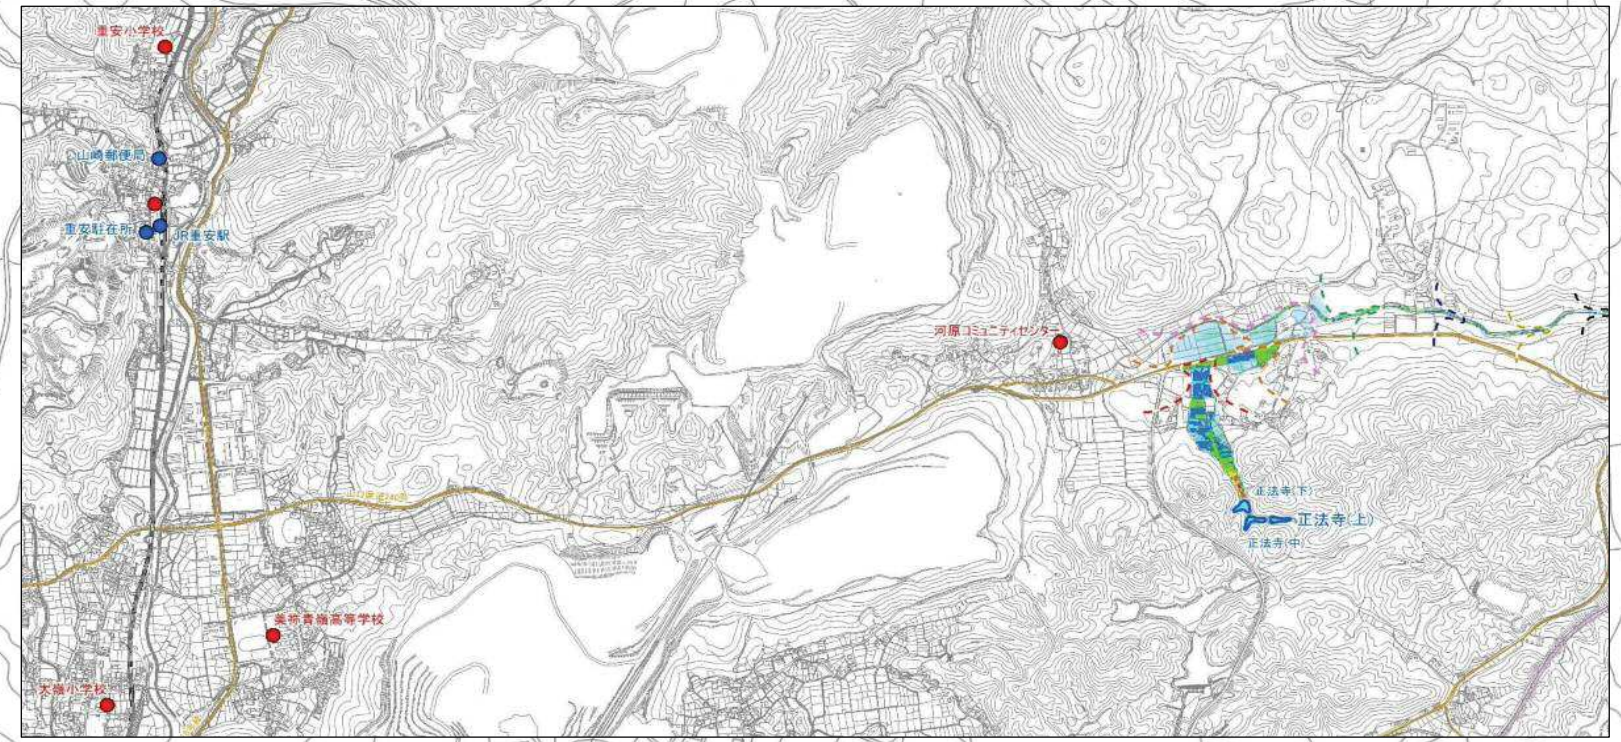 重安小学校
山崎郵便局
重安駐在所
JR重安駅
河原コミュニティセンター
正法寺(下)
正法寺(上)
正法寺(中)
美祢青嶺高等学校
大嶺小学校